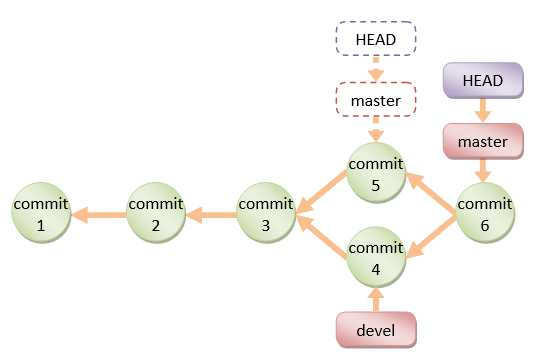 HEAD
master
HEAD
master
commit
1
commit
2
commit
3
commit
5
commit
4
commit
6
devel